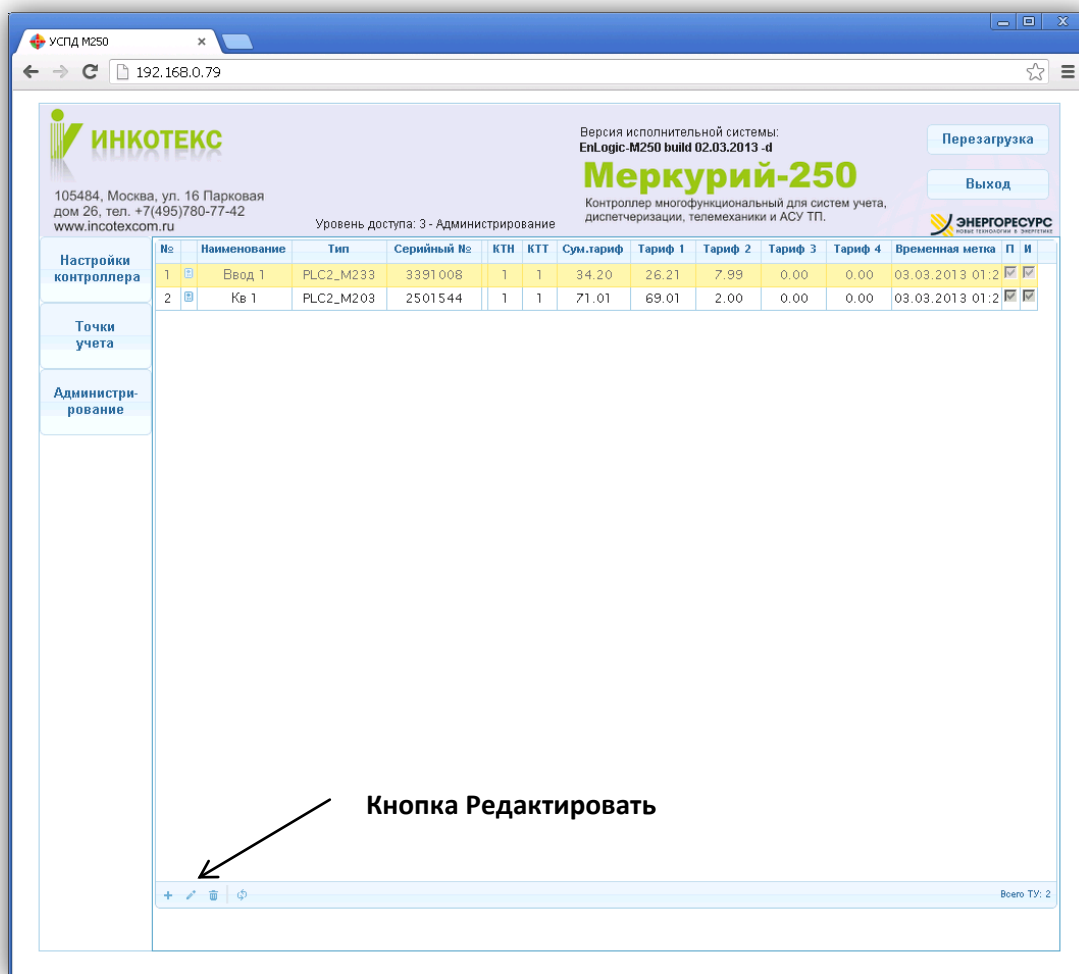 УСПД М250
192.168.0.79
ИНКОТЕКС
105484, Москва, ул. 16 Парковая
дом 26, тел. +7(495)780-77-42
www.incotexcom.ru
Уровень доступа: 3 - Администрирование
Версия исполнительной системы:
EnLogic-M250 build 02.03.2013 -d
Меркурий-250
Контроллер многофункциональный для систем учета,
диспетчеризации, телемеханики и АСУ ТП.
Перезагрузка
Выход
ЭНЕРГОРЕСУРС
НОВЫЕ ТЕХНОЛОГИИ В ЭНЕРГЕТИКЕ
Настройки
контроллера
Точки
учета
Администри-
рование
№ Наименование Тип Серийный № КТН КТТ Сум.тариф Тариф 1 Тариф 2 Тариф 3 Тариф 4 Временная метка П И
1 Ввод 1 PLC2_M233 3391008 1 1 34.20 26.21 7.99 0.00 0.00 03.03.2013 01:2
2 Кв 1 PLC2_M203 2501544 1 1 71.01 69.01 2.00 0.00 0.00 03.03.2013 01:2
Кнопка Редактировать
Всего ТУ: 2